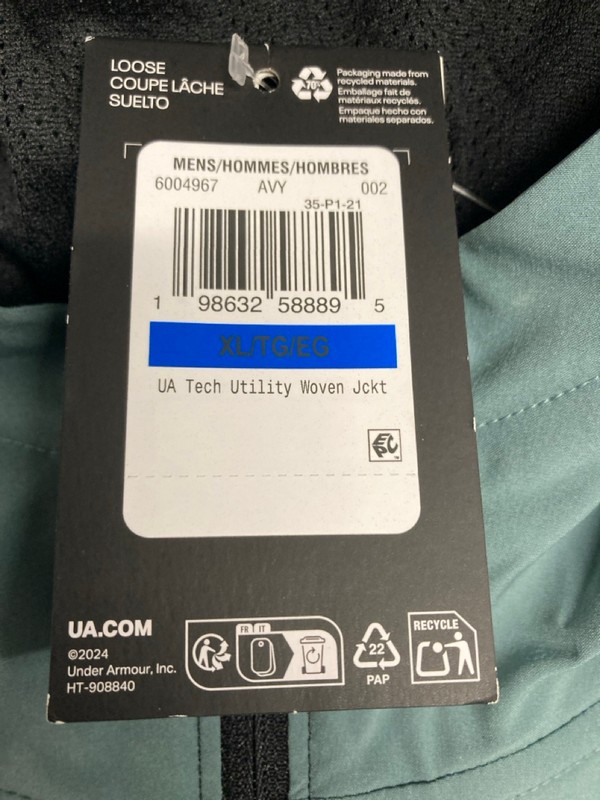 LOOSE
COUPE LÂCHE
SUELTO
70%
Packaging made from
recycled materials.
Emballage fait de
matériaux recyclés.
Empaque hecho con
materiales separados.
MENS/HOMMES/HOMBRES
6004967 AVY 002
35-P1-21
1 98632 58889 5
XL/TG/EG
UA Tech Utility Woven Jckt
EPC
UA.COM
©2024
Under Armour, Inc.
HT-908840
FR IT
22
PAP
RECYCLE